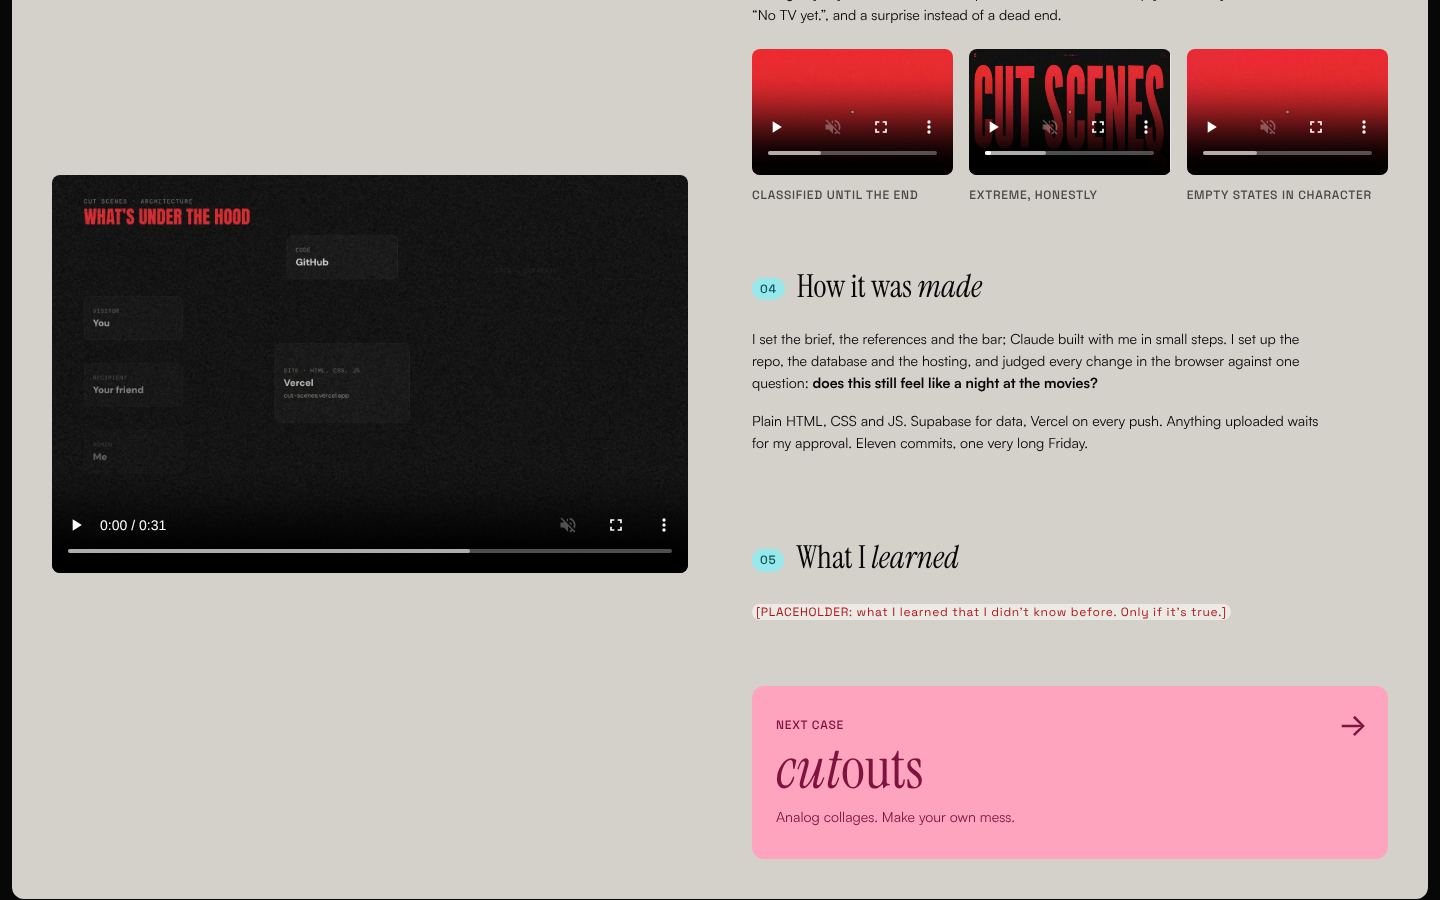 “No TV yet.”, and a surprise instead of a dead end.
CUT SCENES
CLASSIFIED UNTIL THE END
EXTREME, HONESTLY
EMPTY STATES IN CHARACTER
CUT SCENES · ARCHITECTURE
WHAT'S UNDER THE HOOD
CODE
GitHub
VISITOR
You
RECIPIENT
Your friend
SITE · HTML, CSS, JS
Vercel
cut-scenes.vercel.app
ADMIN
Me
0:00 / 0:31
04 How it was made
I set the brief, the references and the bar; Claude built with me in small steps. I set up the
repo, the database and the hosting, and judged every change in the browser against one
question: does this still feel like a night at the movies?
Plain HTML, CSS and JS. Supabase for data, Vercel on every push. Anything uploaded waits
for my approval. Eleven commits, one very long Friday.
05 What I learned
[PLACEHOLDER: what I learned that I didn't know before. Only if it's true.]
NEXT CASE
cutouts
Analog collages. Make your own mess.